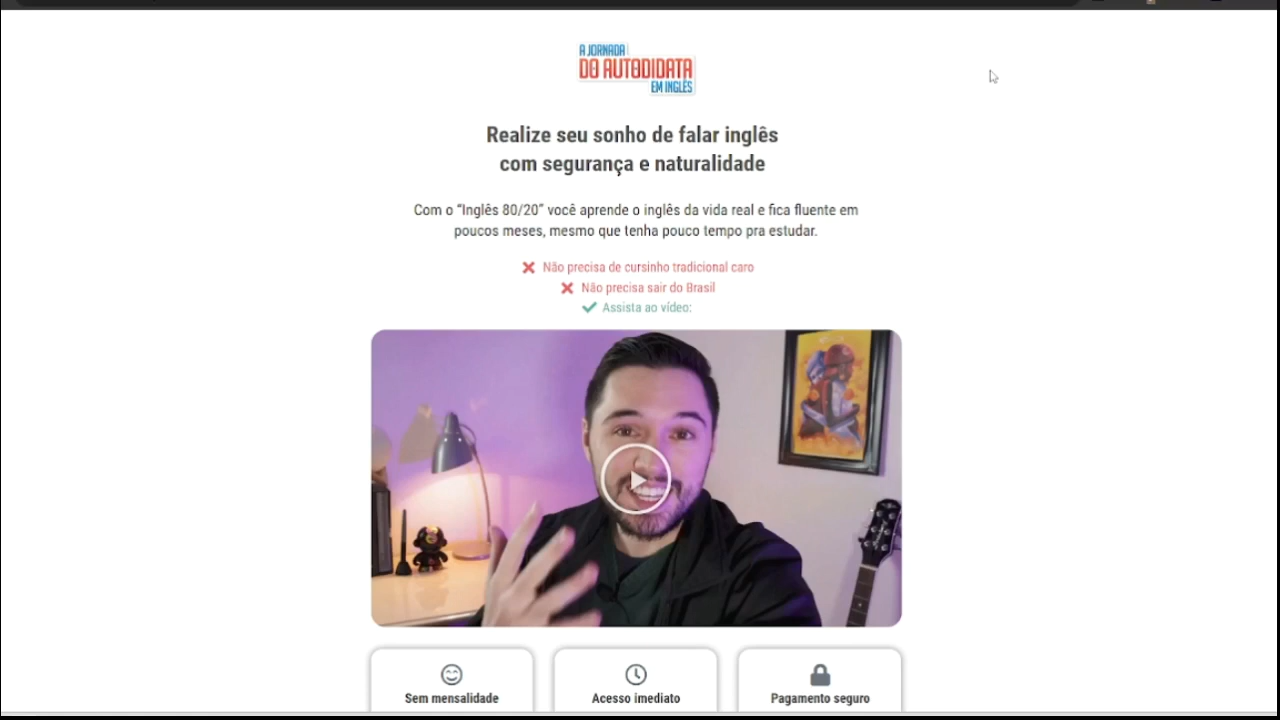 A JORNADA
DO AUTODIDATA
EM INGLÊS
Realize seu sonho de falar inglês
com segurança e naturalidade
Com o “Inglês 80/20” você aprende o inglês da vida real e fica fluente em
poucos meses, mesmo que tenha pouco tempo pra estudar.
Não precisa de cursinho tradicional caro
Não precisa sair do Brasil
Assista ao vídeo:
Sem mensalidade
Acesso imediato
Pagamento seguro